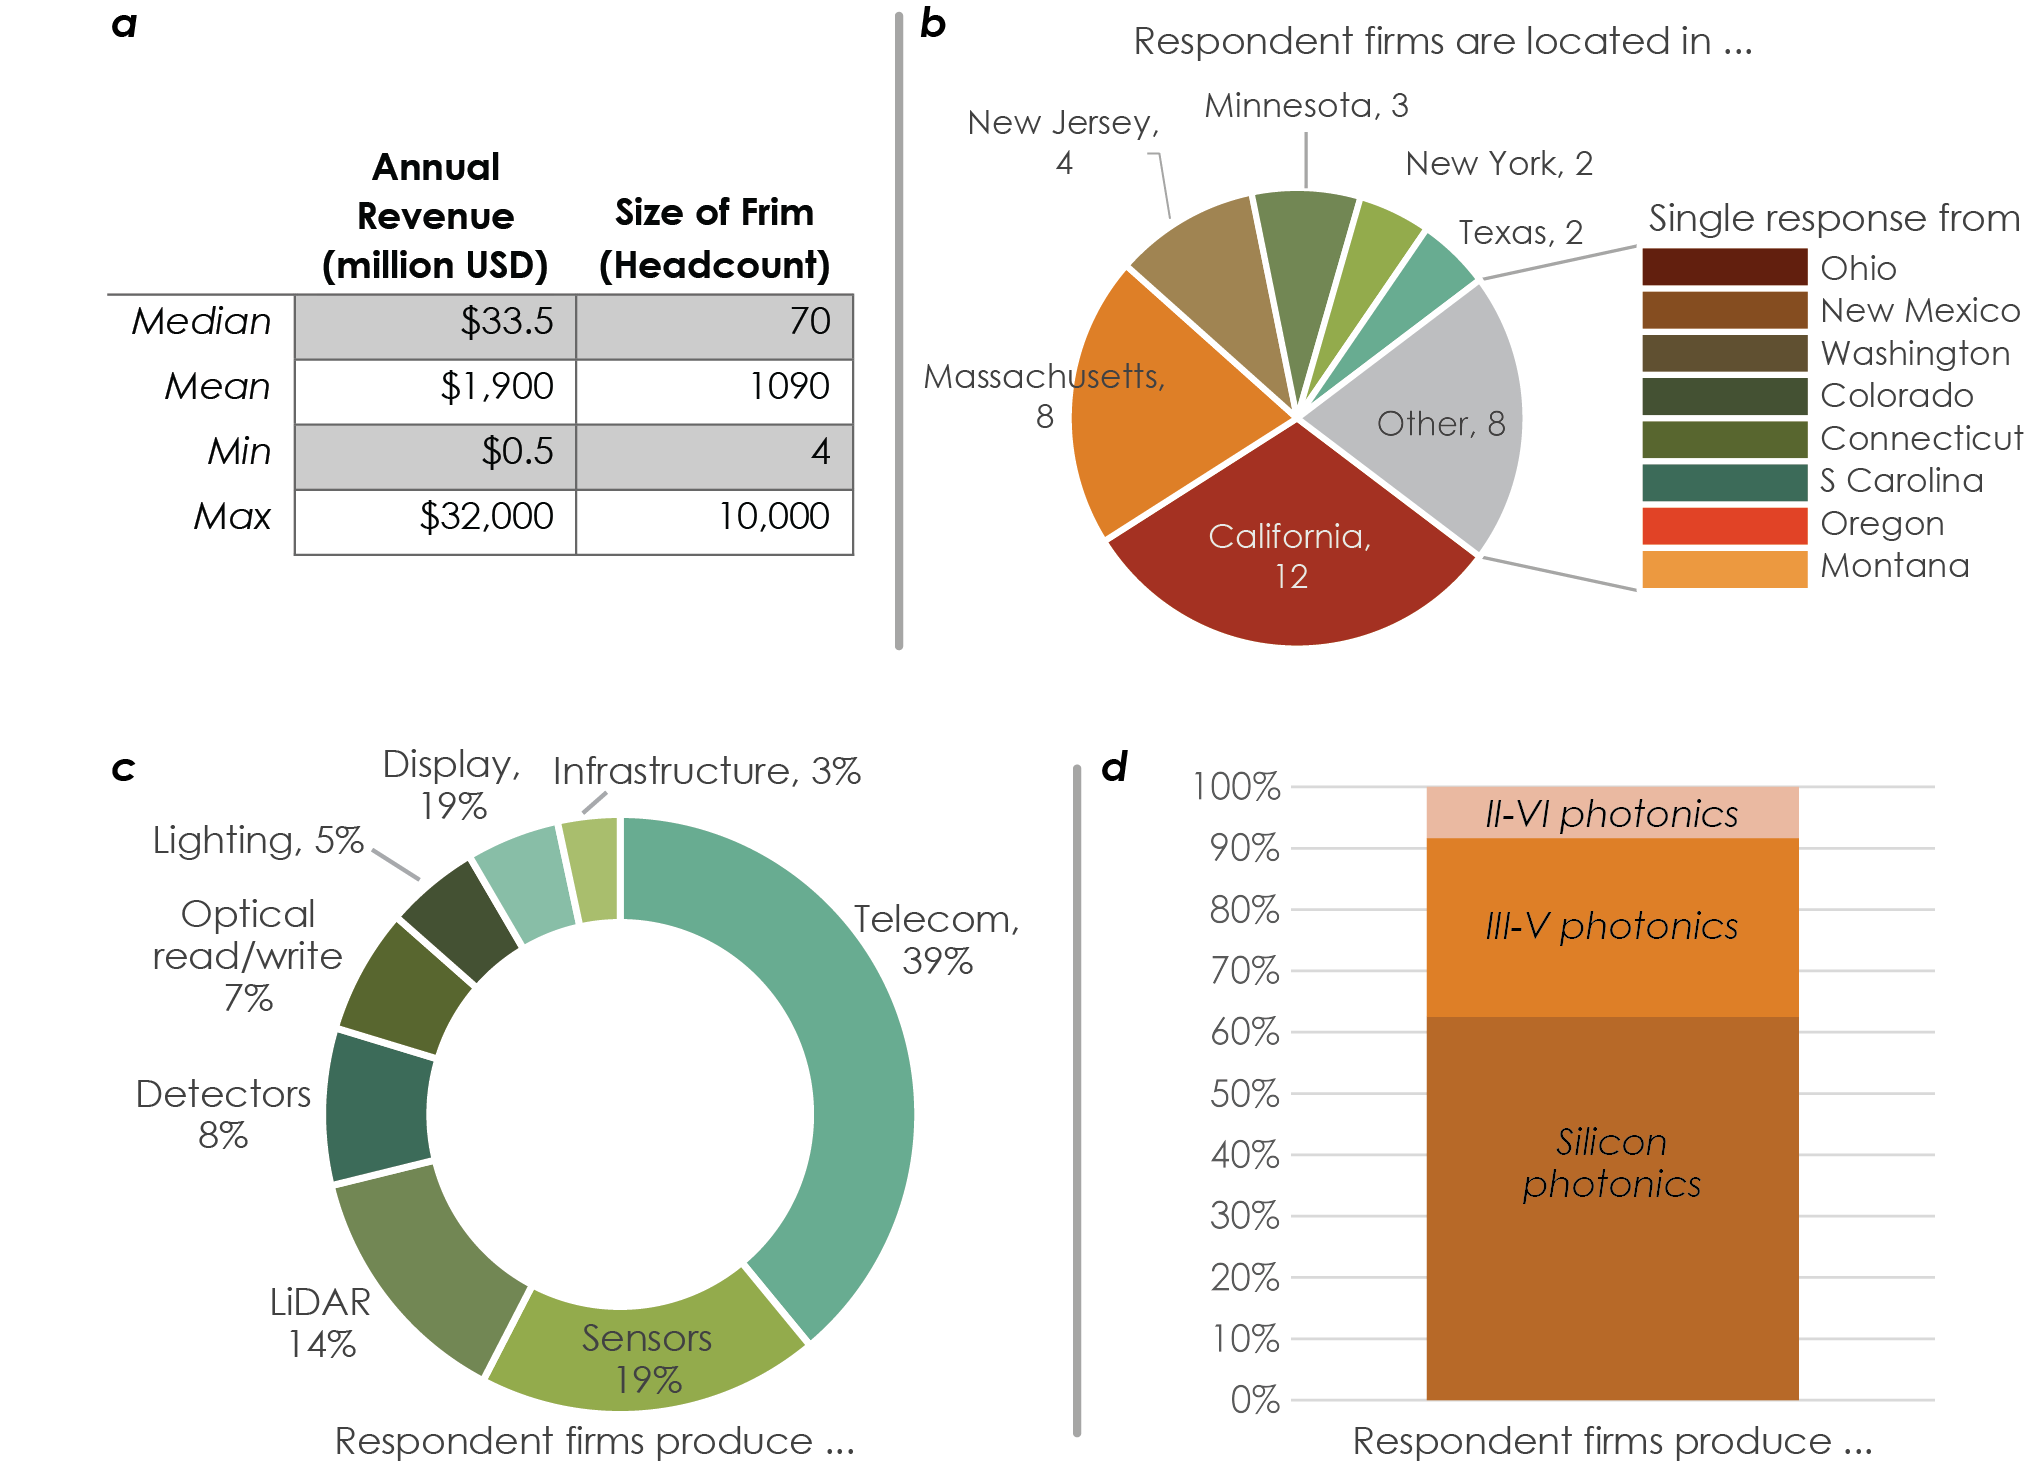 a
Annual
Revenue
(million USD)
Size of Frim
(Headcount)
Median $33.5 70
Mean $1,900 1090
Min $0.5 4
Max $32,000 10,000
b
Respondent firms are located in ...
New Jersey,
4
Minnesota, 3
New York, 2
Texas, 2
Massachusetts,
8
Other, 8
California,
12
Single response from
Ohio
New Mexico
Washington
Colorado
Connecticut
S Carolina
Oregon
Montana
c
Display,
19%
Infrastructure, 3%
Lighting, 5%
Optical
read/write
7%
Telecom,
39%
Detectors
8%
LiDAR
14%
Sensors
19%
Respondent firms produce ...
d
100%
90%
80%
70%
60%
50%
40%
30%
20%
10%
0%
II-VI photonics
III-V photonics
Silicon
photonics
Respondent firms produce ...